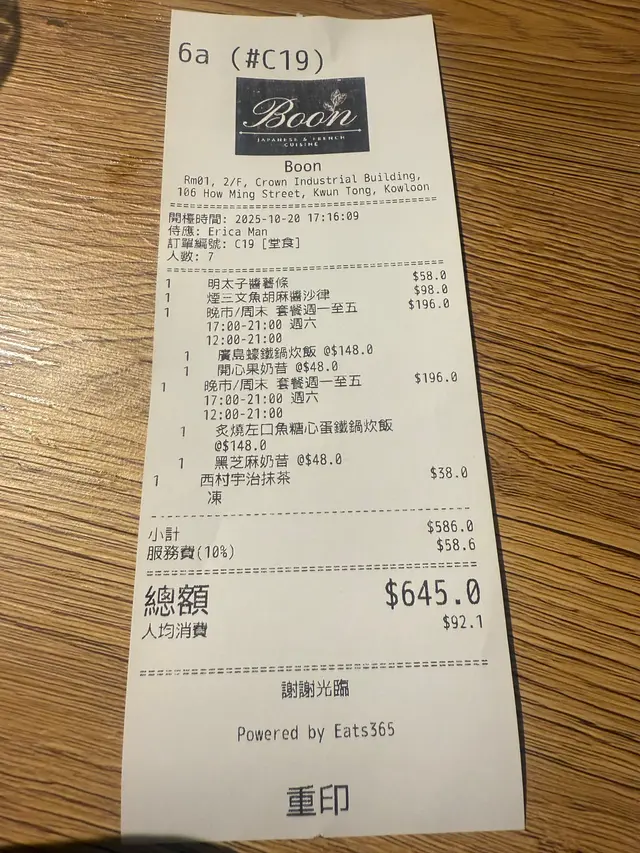 6a (#C19)
Boon
JAPANESE & FRENCH
CUISINE
Boon
Rm01, 2/F, Crown Industrial Building,
106 How Ming Street, Kwun Tong, Kowloon
開檯時間: 2025-10-20 17:16:09
侍應: Erica Man
訂單編號: C19 [堂食]
人數: 7
1 明太子醬薯條 $58.0
1 煙三文魚胡麻醬沙律 $98.0
1 晚市/周末 套餐週一至五 $196.0
17:00-21:00 週六
12:00-21:00
1 廣島蠔鐵鍋炊飯 @$148.0
1 開心果奶昔 @$48.0
1 晚市/周末 套餐週一至五 $196.0
17:00-21:00 週六
12:00-21:00
1 炙燒左口魚糖心蛋鐵鍋炊飯
@$148.0
1 黑芝麻奶昔 @$48.0
1 西村宇治抹茶 $38.0
凍
小計 $586.0
服務費(10%) $58.6
總額 $645.0
人均消費 $92.1
謝謝光臨
Powered by Eats365
重印